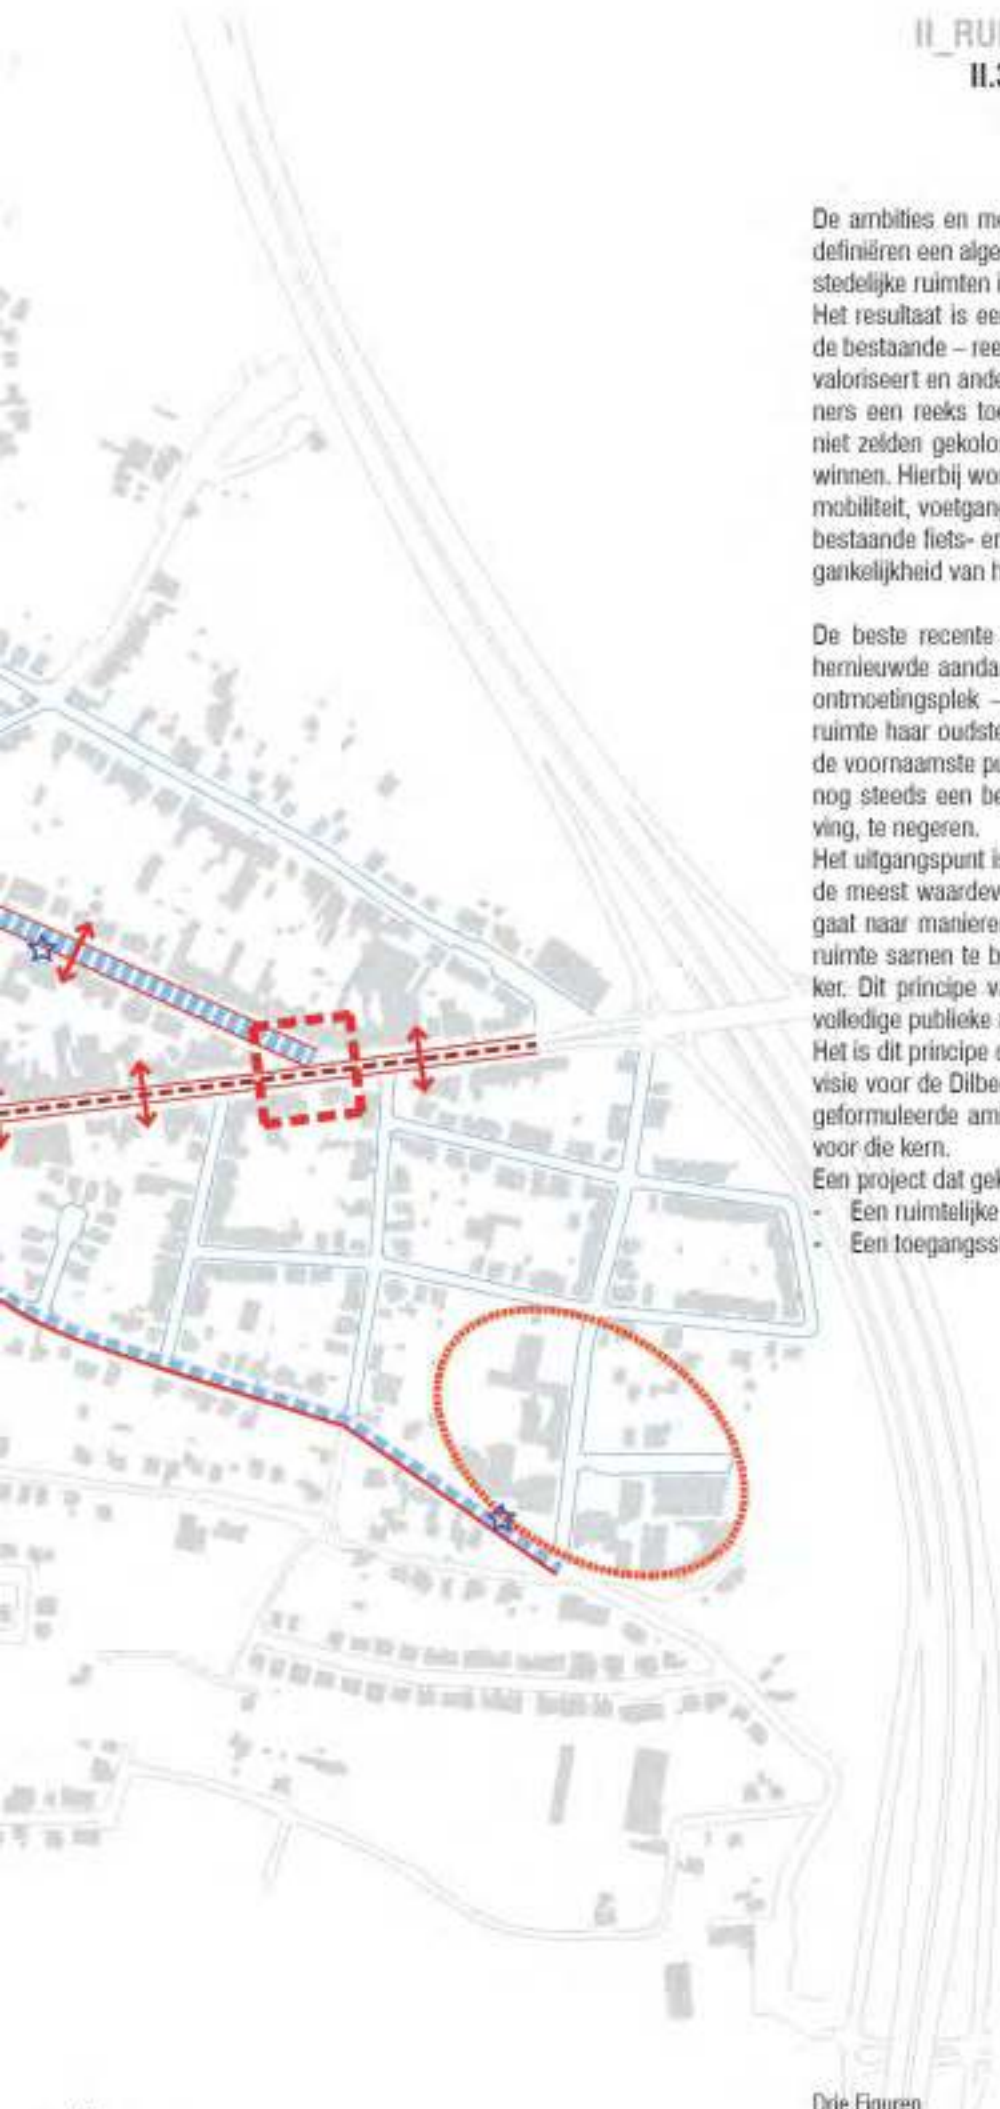 II_RUI
II.3
De ambities en me
definiëren een alge
stedelijke ruimten i
Het resultaat is ee
de bestaande – ree
valoriseert en ande
ners een reeks toe
niet zelden gekolo
winnen. Hierbij wor
mobiliteit, voetgang
bestaande fiets- en
gankelijkheid van h
De beste recente
hernieuwde aanda
ontmoetingsplek –
ruimte haar oudste
de voornaamste pu
nog steeds een be
ving, te negeren.
Het uitgangspunt is
de meest waardev
gaat naar maniere
ruimte samen te b
ker. Dit principe va
volledige publieke
Het is dit principe
visie voor de Dilbe
geformuleerde am
voor die kern.
Een project dat gek
- Een ruimtelijke
- Een toegangss
Drie Figuren